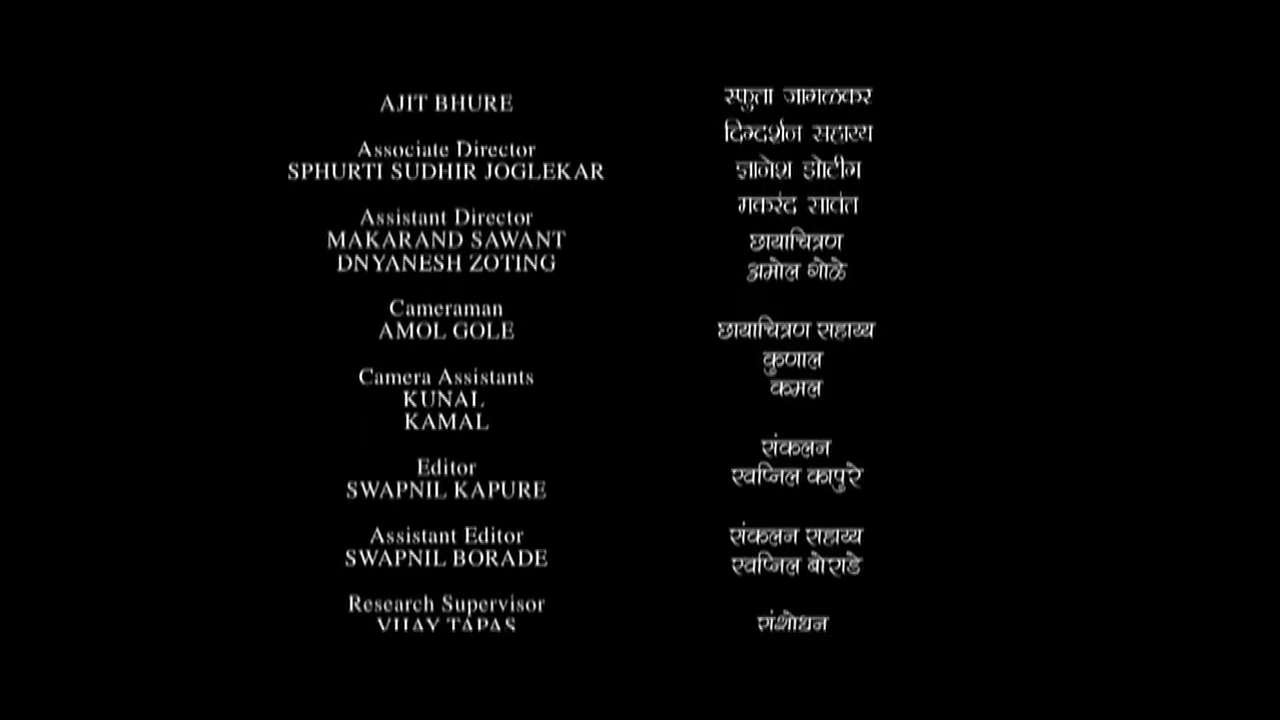 AJIT BHURE
Associate Director
SPHURTI SUDHIR JOGLEKAR
Assistant Director
MAKARAND SAWANT
DNYANESH ZOTING
Cameraman
AMOL GOLE
Camera Assistants
KUNAL
KAMAL
Editor
SWAPNIL KAPURE
Assistant Editor
SWAPNIL BORADE
Research Supervisor
VIJAY TAPAS
दिग्दर्शन सहाय्य
ज्ञानेश झोटींग
मकरंद सावंत
छायाचित्रण
अमोल गोळे
छायाचित्रण सहाय्य
कुणाल
कमल
संकलन
स्वप्निल कापुरे
संकलन सहाय्य
स्वप्निल बोराडे
संशोधन